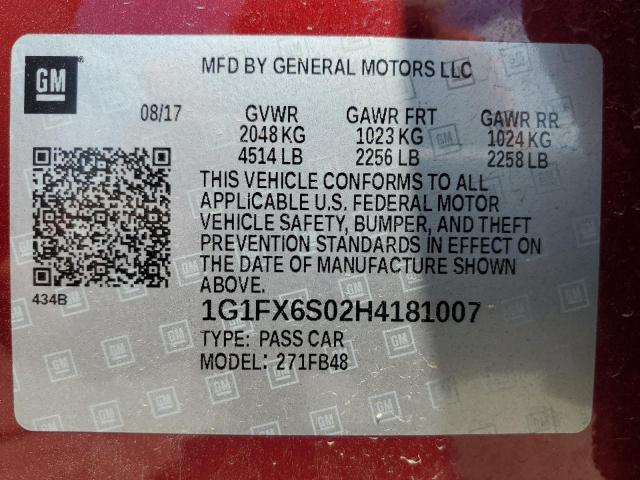 GM
MFD BY GENERAL MOTORS LLC
08/17 GVWR GAWR FRT GAWR RR
2048 KG 1023 KG 1024 KG
4514 LB 2256 LB 2258 LB
THIS VEHICLE CONFORMS TO ALL
APPLICABLE U.S. FEDERAL MOTOR
VEHICLE SAFETY, BUMPER, AND THEFT
PREVENTION STANDARDS IN EFFECT ON
THE DATE OF MANUFACTURE SHOWN
ABOVE.
434B
1G1FX6S02H4181007
TYPE: PASS CAR
MODEL: 271FB48